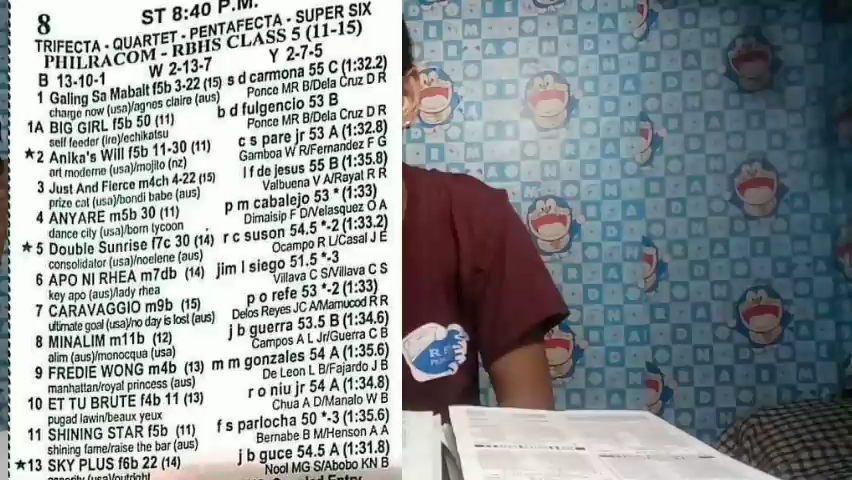 8
ST 8:40 P.M.
TRIFECTA - QUARTET - PENTAFECTA - SUPER SIX
PHILRACOM - RBHS CLASS 5 (11-15)
B 13-10-1 W 2-13-7 Y 2-7-5
1 Galing Sa Mabalt f5b 3-22 (15) s d carmona 55 C (1:32.2)
charge now (usa)/agnes claire (aus) Ponce MR B/Dela Cruz D R
1A BIG GIRL f5b 50 (11) b d fulgencio 53 B
self feeder (ire)/echikatsu Ponce MR B/Dela Cruz D R
★2 Anika's Will f5b 11-30 (11) c s pare jr 53 A (1:32.8)
art moderne (usa)/mojito (nz) Gamboa W R/Fernandez F G
3 Just And Fierce m4ch 4-22 (15) l f de jesus 55 B (1:35.8)
prize cat (usa)/bondi babe (aus) Valbuena V A/Rayal R R
4 ANYARE m5b 30 (11) p m cabalejo 53 * (1:33)
dance city (usa)/born tycoon Dimaisip F D/Velasquez O A
★5 Double Sunrise f7c 30 (14) r c suson 54.5 *-2 (1:33.2)
consolidator (usa)/noelene (aus) Ocampo R L/Casal J E
6 APO NI RHEA m7db (14) jim l siego 51.5 *-3
key apo (aus)/lady rhea Villava C S/Villava C S
7 CARAVAGGIO m9b (15) p o refe 53 *-2 (1:33)
ultimate goal (usa)/no day is lost (aus) Delos Reyes JC A/Mamucod R R
8 MINALIM m11b (12) j b guerra 53.5 B (1:34.6)
alim (aus)/monocqua (usa) Campos A L Jr/Guerra C B
9 FREDIE WONG m4b (13) m m gonzales 54 A (1:35.6)
manhattan/royal princess (aus) De Leon L B/Fajardo J B
10 ET TU BRUTE f4b 11 (13) r o niu jr 54 A (1:34.8)
pugad lawin/beaux yeux Chua A D/Manalo W B
11 SHINING STAR f5b (11) f s parlocha 50 *-3 (1:35.6)
shining fame/raise the bar (aus) Bernabe B M/Henson A A
★13 SKY PLUS f6b 22 (14) j b guce 54.5 A (1:31.8)
(usa)/outright Nool MG S/Abobo KN B